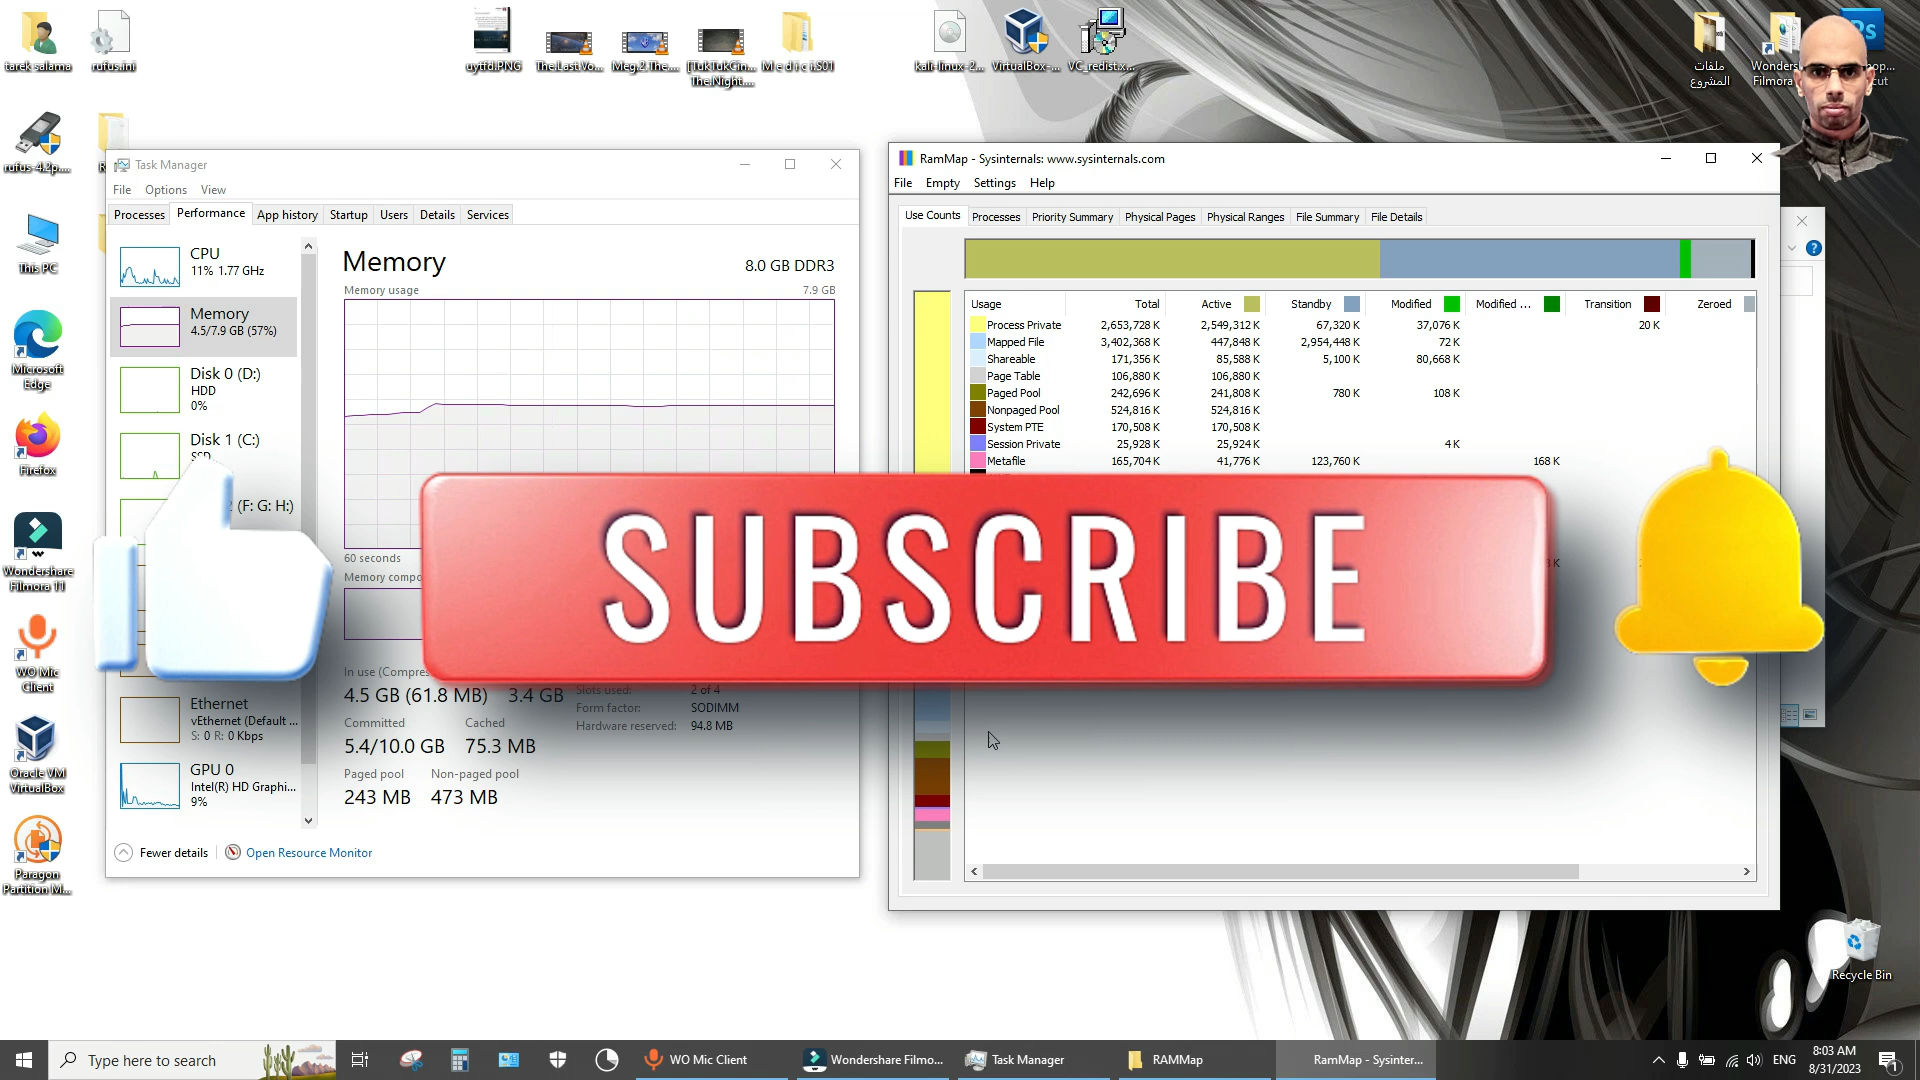 tarek salama
rufus.ini
uyffd.PNG
The.Last.Vo...
Meg.2.The....
[TukTukCin...
The.Night....
M e d i c i.S01
kali-linux-2...
VirtualBox-...
VC_redist.x...
ملفات
المشروع
Filmora
rufus-4.2p....
This PC
Microsoft
Edge
Firefox
Wondershare
Filmora 11
WO Mic
Client
Oracle VM
VirtualBox
Paragon
Partition M...
Recycle Bin
Task Manager
File Options View
Processes Performance App history Startup Users Details Services
CPU
11% 1.77 GHz
Memory
4.5/7.9 GB (57%)
Disk 0 (D:)
HDD
0%
Disk 1 (C:)
SSD
(F: G: H:)
Ethernet
vEthernet (Default ...
S: 0 R: 0 Kbps
GPU 0
Intel(R) HD Graphi...
9%
Memory
8.0 GB DDR3
Memory usage
7.9 GB
60 seconds
Memory compo
In use (Compres
4.5 GB (61.8 MB) 3.4 GB
Committed Cached
5.4/10.0 GB 75.3 MB
Paged pool Non-paged pool
243 MB 473 MB
Slots used: 2 of 4
Form factor: SODIMM
Hardware reserved: 94.8 MB
Fewer details
Open Resource Monitor
RamMap - Sysinternals: www.sysinternals.com
File Empty Settings Help
Use Counts Processes Priority Summary Physical Pages Physical Ranges File Summary File Details
Usage Total Active Standby Modified Modified ... Transition Zeroed
Process Private 2,653,728 K 2,549,312 K 67,320 K 37,076 K 20 K
Mapped File 3,402,368 K 447,848 K 2,954,448 K 72 K
Shareable 171,356 K 85,588 K 5,100 K 80,668 K
Page Table 106,880 K 106,880 K
Paged Pool 242,696 K 241,808 K 780 K 108 K
Nonpaged Pool 524,816 K 524,816 K
System PTE 170,508 K 170,508 K
Session Private 25,928 K 25,924 K 4 K
Metafile 165,704 K 41,776 K 123,760 K 168 K
SUBSCRIBE
Type here to search
WO Mic Client
Wondershare Filmo...
Task Manager
RAMMap
RamMap - Sysinter...
ENG
8:03 AM
8/31/2023
1